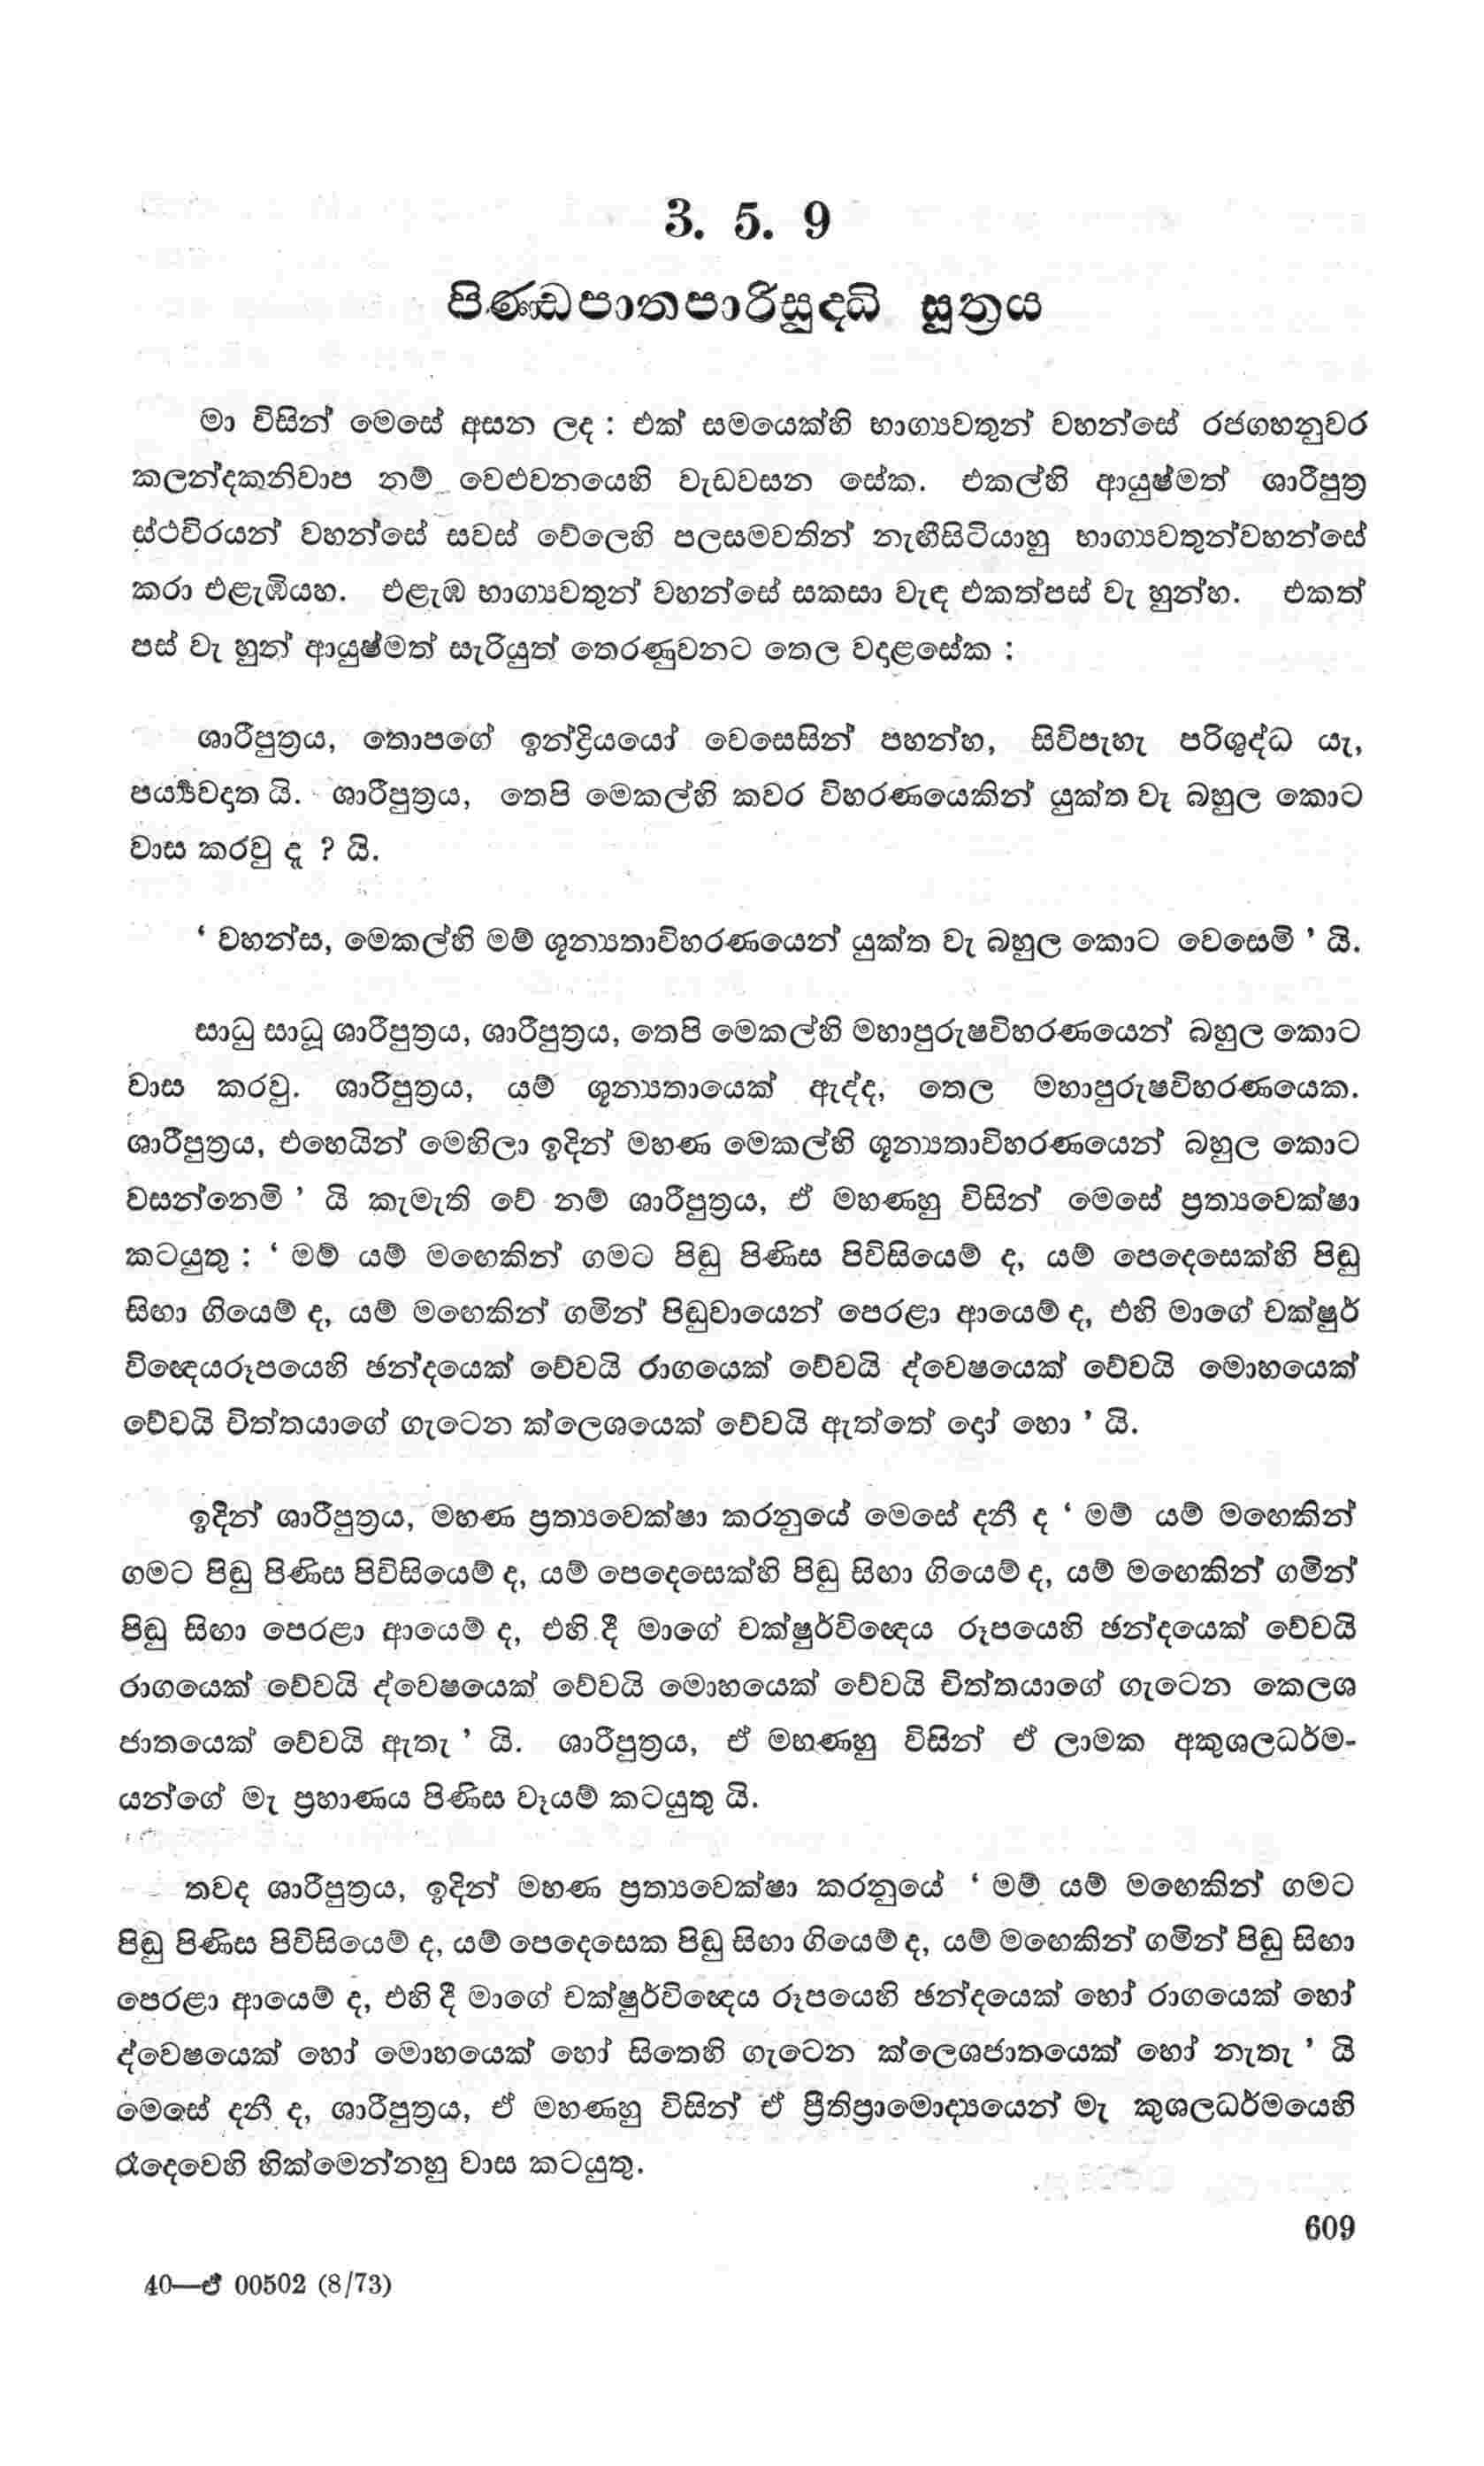 3. 5. 9
පිණ්ඩපාතපාරිසුද්ධි සූත්‍රය
මා විසින් මෙසේ අසන ලද : එක් සමයෙක්හි භාග්‍යවතුන් වහන්සේ රජගහනුවර
කලන්දකනිවාප නම් වෙළුවනයෙහි වැඩවසන සේක. එකල්හි ආයුෂ්මත් ශාරීපුත්‍ර
ස්ථවිරයන් වහන්සේ සවස් වේලෙහි පලසමවතින් නැඟීසිටියාහු භාග්‍යවතුන්වහන්සේ
කරා එළැඹියහ. එළැඹ භාග්‍යවතුන් වහන්සේ සකසා වැඳ එකත්පස් වැ හුන්හ. එකත්
පස් වැ හුන් ආයුෂ්මත් සැරියුත් තෙරණුවනට තෙල වදළසේක :
ශාරීපුත්‍රය, තොපගේ ඉන්ද්‍රියයෝ වෙසෙසින් පහන්හ, සිවිපැහැ පරිශුද්ධ යැ,
පර්‍ය්‍යවදත යි. ශාරීපුත්‍රය, තෙපි මෙකල්හි කවර විහරණයෙකින් යුක්ත වැ බහුල කොට
වාස කරවු ද ? යි.
‘ වහන්ස, මෙකල්හි මම් ශූන්‍යතාවිහරණයෙන් යුක්ත වැ බහුල කොට වෙසෙමි ’ යි.
සාධු සාධු ශාරීපුත්‍රය, ශාරීපුත්‍රය, තෙපි මෙකල්හි මහාපුරුෂවිහරණයෙන් බහුල කොට
වාස කරවු. ශාරීපුත්‍රය, යම් ශූන්‍යතායෙක් ඇද්ද, තෙල මහාපුරුෂවිහරණයෙක.
ශාරීපුත්‍රය, එහෙයින් මෙහිලා ඉදින් මහණ මෙකල්හි ශූන්‍යතාවිහරණයෙන් බහුල කොට
වසන්නෙමි ’ යි කැමැති වේ නම් ශාරීපුත්‍රය, ඒ මහණහු විසින් මෙසේ ප්‍රත්‍යවෙක්ෂා
කටයුතු : ‘ මම් යම් මඟෙකින් ගමට පිඬු පිණිස පිවිසියෙම් ද, යම් පෙදෙසෙක්හි පිඬු
සිඟා ගියෙම් ද, යම් මඟෙකින් ගමින් පිඬුවායෙන් පෙරළා ආයෙම් ද, එහි මාගේ චක්ෂුර්
විඥෙයරූපයෙහි ඡන්දයෙක් වේවයි රාගයෙක් වේවයි ද්වෙෂයෙක් වේවයි මොහයෙක්
වේවයි චිත්තයාගේ ගැටෙන ක්ලෙශයෙක් වේවයි ඇත්තේ දෝ හො ’ යි.
ඉදින් ශාරීපුත්‍රය, මහණ ප්‍රත්‍යවෙක්ෂා කරනුයේ මෙසේ දනී ද ‘ මම් යම් මඟෙකින්
ගමට පිඬු පිණිස පිවිසියෙම් ද, යම් පෙදෙසෙක්හි පිඬු සිඟා ගියෙම් ද, යම් මඟෙකින් ගමින්
පිඬු සිඟා පෙරළා ආයෙම් ද, එහි දී මාගේ චක්ෂුර්විඥෙය රූපයෙහි ඡන්දයෙක් වේවයි
රාගයෙක් වේවයි ද්වෙෂයෙක් වේවයි මොහයෙක් වේවයි චිත්තයාගේ ගැටෙන කෙලශ
ජාතයෙක් වේවයි ඇතැ ’ යි. ශාරීපුත්‍රය, ඒ මහණහු විසින් ඒ ලාමක අකුශලධර්ම-
යන්ගේ මැ ප්‍රහාණය පිණිස වෑයම් කටයුතු යි.
තවද ශාරීපුත්‍රය, ඉදින් මහණ ප්‍රත්‍යවෙක්ෂා කරනුයේ ‘ මම් යම් මඟෙකින් ගමට
පිඬු පිණිස පිවිසියෙම් ද, යම් පෙදෙසෙක පිඬු සිඟා ගියෙම් ද, යම් මඟෙකින් ගමින් පිඬු සිඟා
පෙරළා ආයෙම් ද, එහි දී මාගේ චක්ෂුර්විඥෙය රූපයෙහි ඡන්දයෙක් හෝ රාගයෙක් හෝ
ද්වෙෂයෙක් හෝ මොහයෙක් හෝ සිතෙහි ගැටෙන ක්ලෙශජාතයෙක් හෝ නැතැ ’ යි
මෙසේ දනී ද, ශාරීපුත්‍රය, ඒ මහණහු විසින් ඒ ප්‍රීතිප්‍රාමොද්‍යයෙන් මැ කුශලධර්මයෙහි
රෑදෙවෙහි හික්මෙන්නහු වාස කටයුතු.
609
40—ඒ 00502 (8/73)